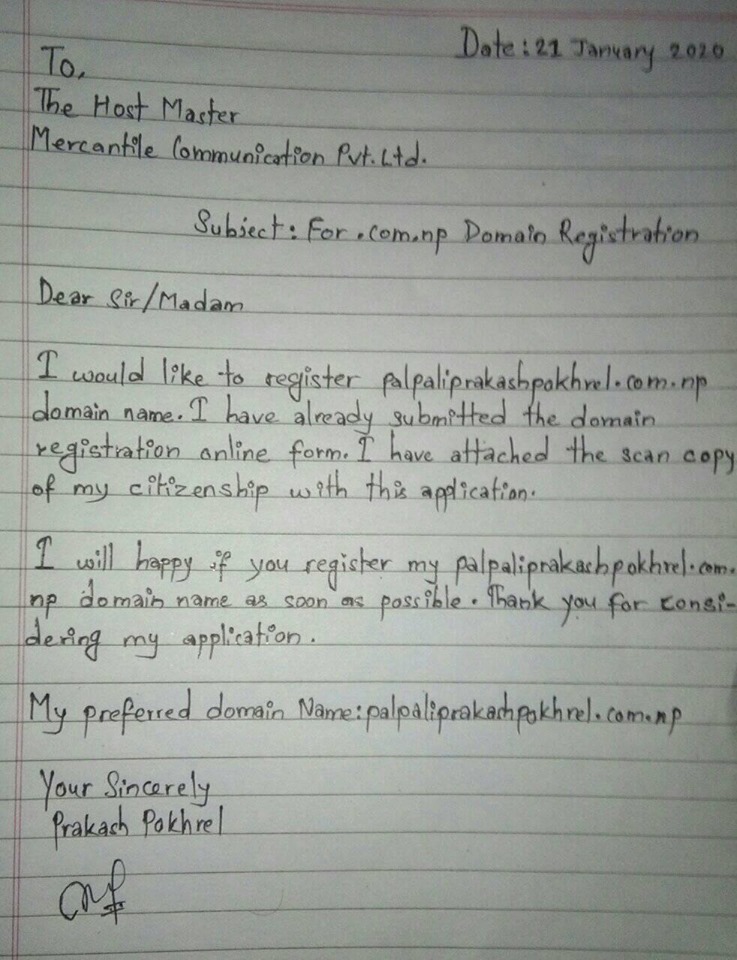 Date: 21 January 2020
To,
The Host Master
Mercantile Communication Pvt. Ltd.
Subject: For .com.np Domain Registration
Dear Sir/Madam
I would like to register palpaliprakashpokhrel.com.np
domain name. I have already submitted the domain
registration online form. I have attached the scan copy
of my citizenship with this application.
I will happy if you register my palpaliprakashpokhrel.com.
np domain name as soon as possible. Thank you for consi-
dering my application.
My preferred domain Name: palpaliprakashpokhrel.com.np
Your Sincerely
Prakash Pokhrel